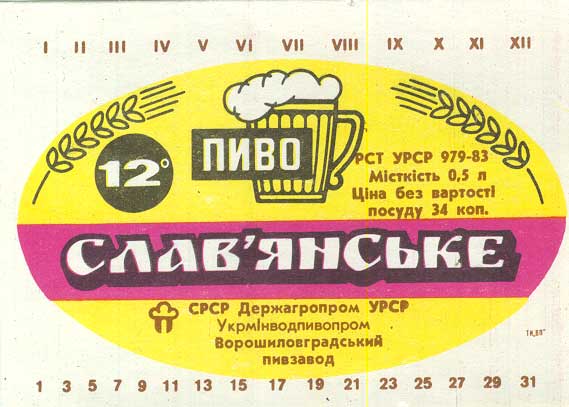 I II III IV V VI VII VIII IX X XI XII
12°
ПИВО
РСТ УРСР 979-83
Місткість 0,5 л
Ціна без вартості
посуду 34 коп.
СЛАВ'ЯНСЬКЕ
СРСР Держагропром УРСР
УкрмІнводпивопром
Ворошиловградський
пивзавод
1 3 5 7 9 11 13 15 17 19 21 23 25 27 29 31